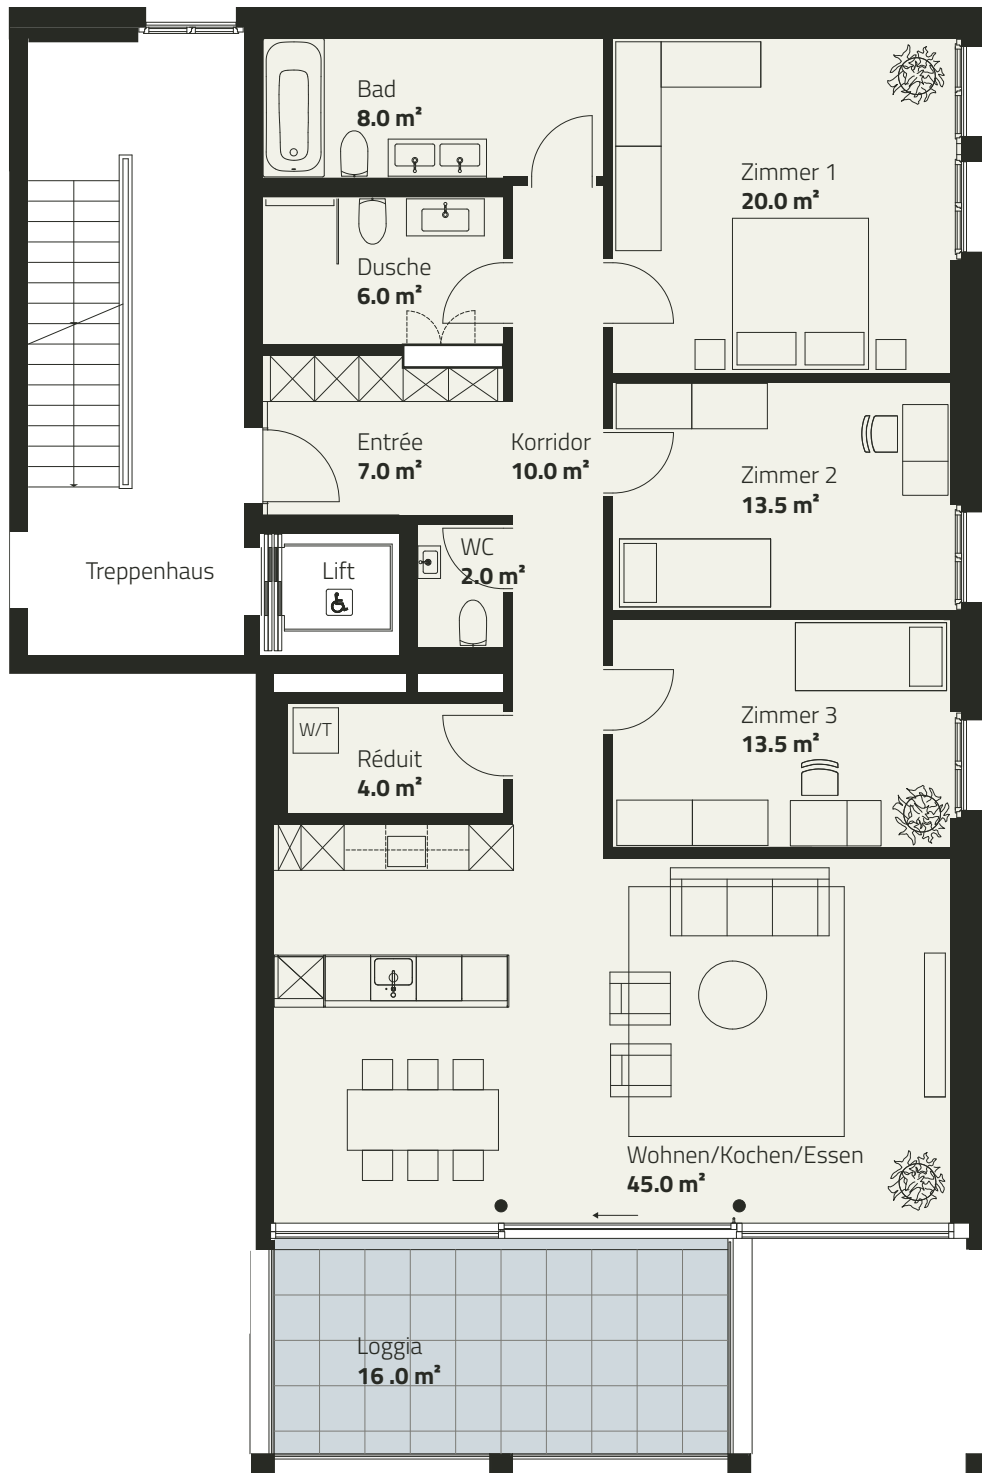 Bad
8.0 m²
Zimmer 1
20.0 m²
Dusche
6.0 m²
Entrée
7.0 m²
Korridor
10.0 m²
Zimmer 2
13.5 m²
Treppenhaus
Lift
WC
2.0 m²
W/T
Réduit
4.0 m²
Zimmer 3
13.5 m²
Wohnen/Kochen/Essen
45.0 m²
Loggia
16 .0 m²